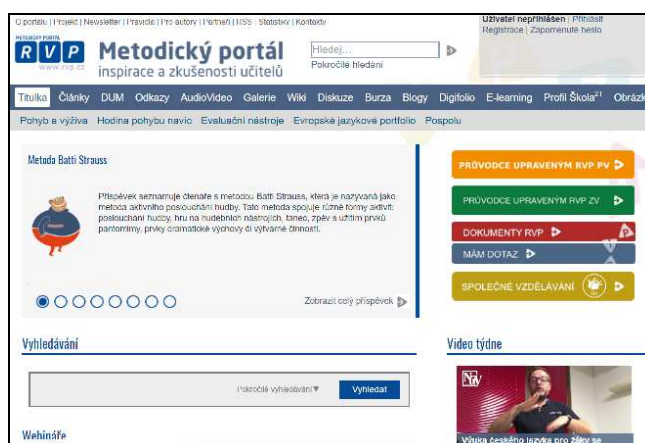 O portálu | Projekt | Newsletter | Pravidla | Pro autory | Partneři | RSS | Statistiky | Kontakty
Uživatel nepřihlášen | Přihlásit
Registrace | Zapomenuté heslo
METODICKÝ PORTÁL
RVP
www.rvp.cz
Metodický portál
inspirace a zkušenosti učitelů
Hledej...
Pokročilé hledání
Titulka Články DUM Odkazy AudioVideo Galerie Wiki Diskuze Burza Blogy Digifolio E-learning Profil Škola21 Obrázk
Pohyb a výživa Hodina pohybu navíc Evaluační nástroje Evropské jazykové portfolio Pospolu
Metoda Batti Strauss
Příspěvek seznamuje čtenáře s metodou Batti Strauss, která je nazývaná jako
metoda aktivního poslouchání hudby. Tato metoda spojuje různé formy aktivit:
poslouchání hudby, hru na hudebních nástrojích, tanec, zpěv s užitím prvků
pantomimy, prvky dramatické výchovy či výtvarné činnosti.
Zobrazit celý příspěvek
PRŮVODCE UPRAVENÝM RVP PV
PRŮVODCE UPRAVENÝM RVP ZV
DOKUMENTY RVP
MÁM DOTAZ
SPOLEČNÉ VZDĚLÁVÁNÍ
Vyhledávání
Pokročilé vyhledávání▼
Vyhledat
Webináře
Video týdne
Výuka českého jazyka pro žáky se